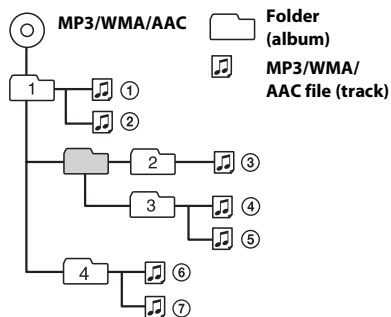 MP3/WMA/AAC
Folder
(album)
MP3/WMA/
AAC file (track)
1
①
②
2
③
3
④
⑤
4
⑥
⑦